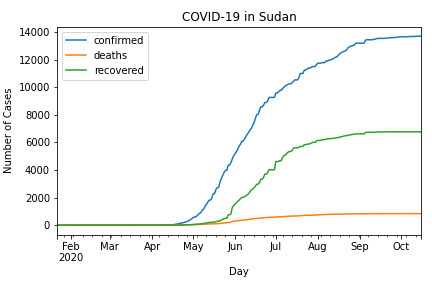 COVID-19 in Sudan
confirmed
deaths
recovered
14000
12000
10000
8000
6000
4000
2000
0
Number of Cases
Feb Mar Apr May Jun Jul Aug Sep Oct
2020
Day